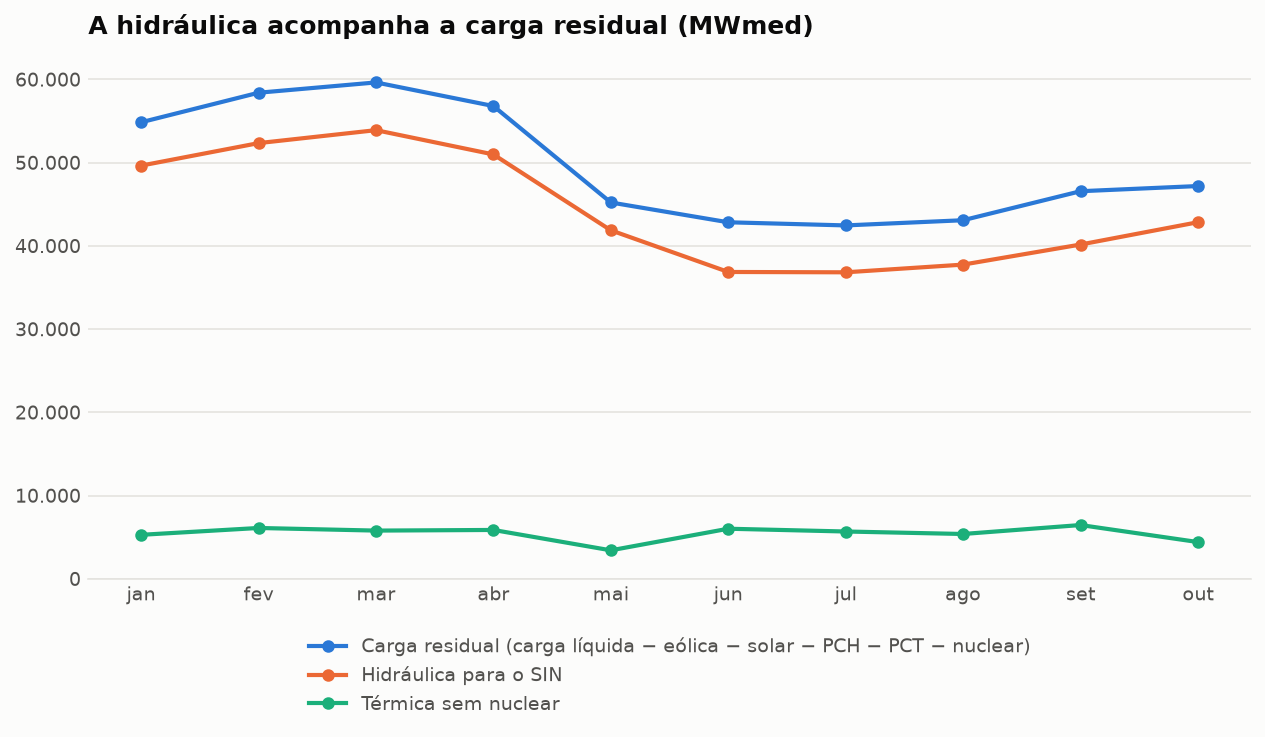 A hidráulica acompanha a carga residual (MWmed)
60.000
50.000
40.000
30.000
20.000
10.000
0
jan fev mar abr mai jun jul ago set out
Carga residual (carga líquida − eólica − solar − PCH − PCT − nuclear)
Hidráulica para o SIN
Térmica sem nuclear